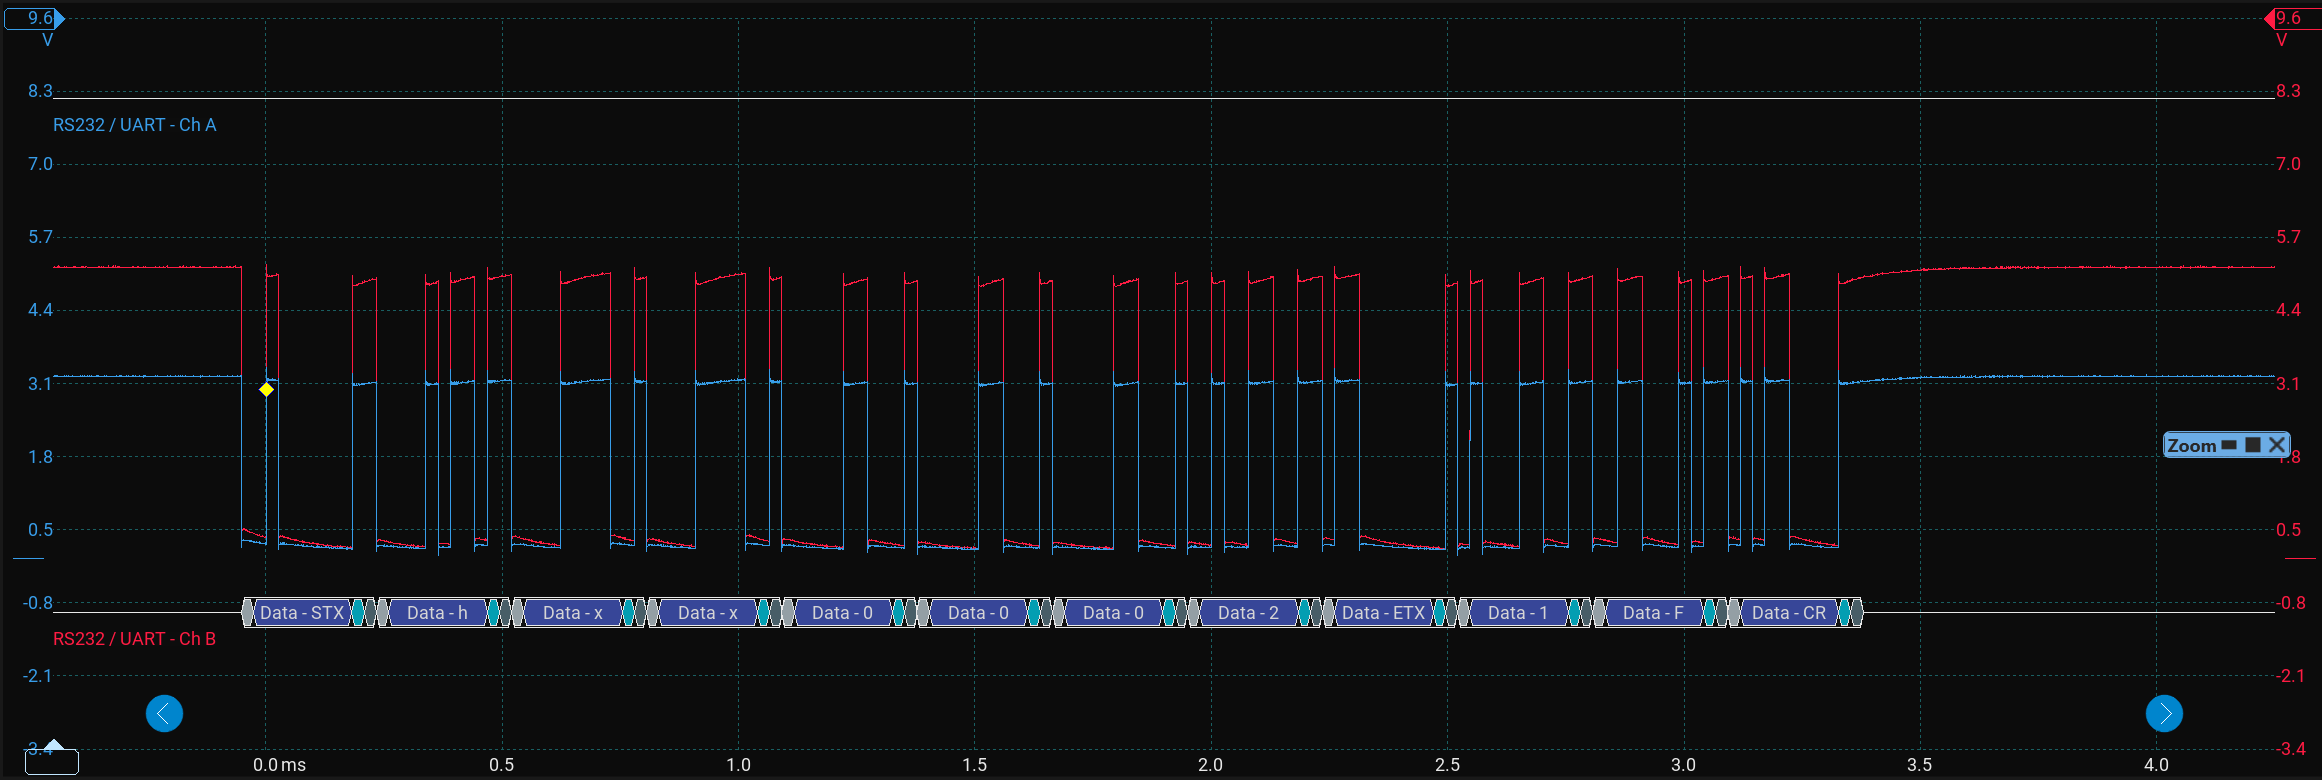 9.6 9.6
V V
8.3 8.3
RS232 / UART - Ch A
7.0 7.0
5.7 5.7
4.4 4.4
3.1 3.1
Zoom
1.8 1.8
0.5 0.5
-0.8 -0.8
Data - STX Data - h Data - x Data - x Data - 0 Data - 0 Data - 0 Data - 2 Data - ETX Data - 1 Data - F Data - CR
RS232 / UART - Ch B
-2.1 -2.1
-3.4 -3.4
0.0 ms 0.5 1.0 1.5 2.0 2.5 3.0 3.5 4.0